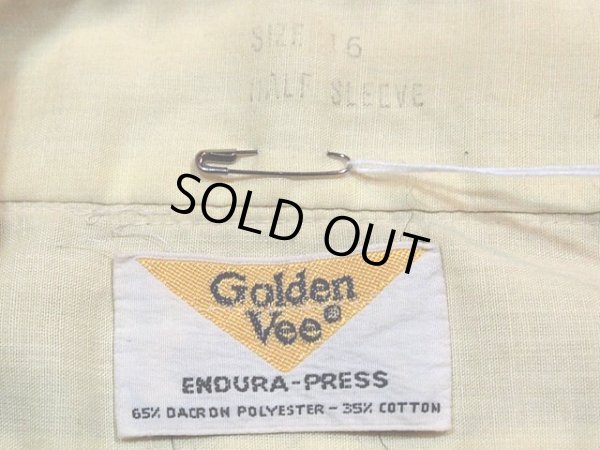 SIZE 16
HALF SLEEVE
SOLD OUT
Golden
Vee®
ENDURA-PRESS
65% DACRON POLYESTER - 35% COTTON